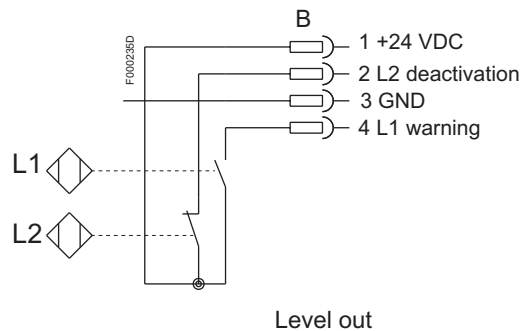 B
1 +24 VDC
2 L2 deactivation
3 GND
4 L1 warning
F000235D
L1
L2
Level out